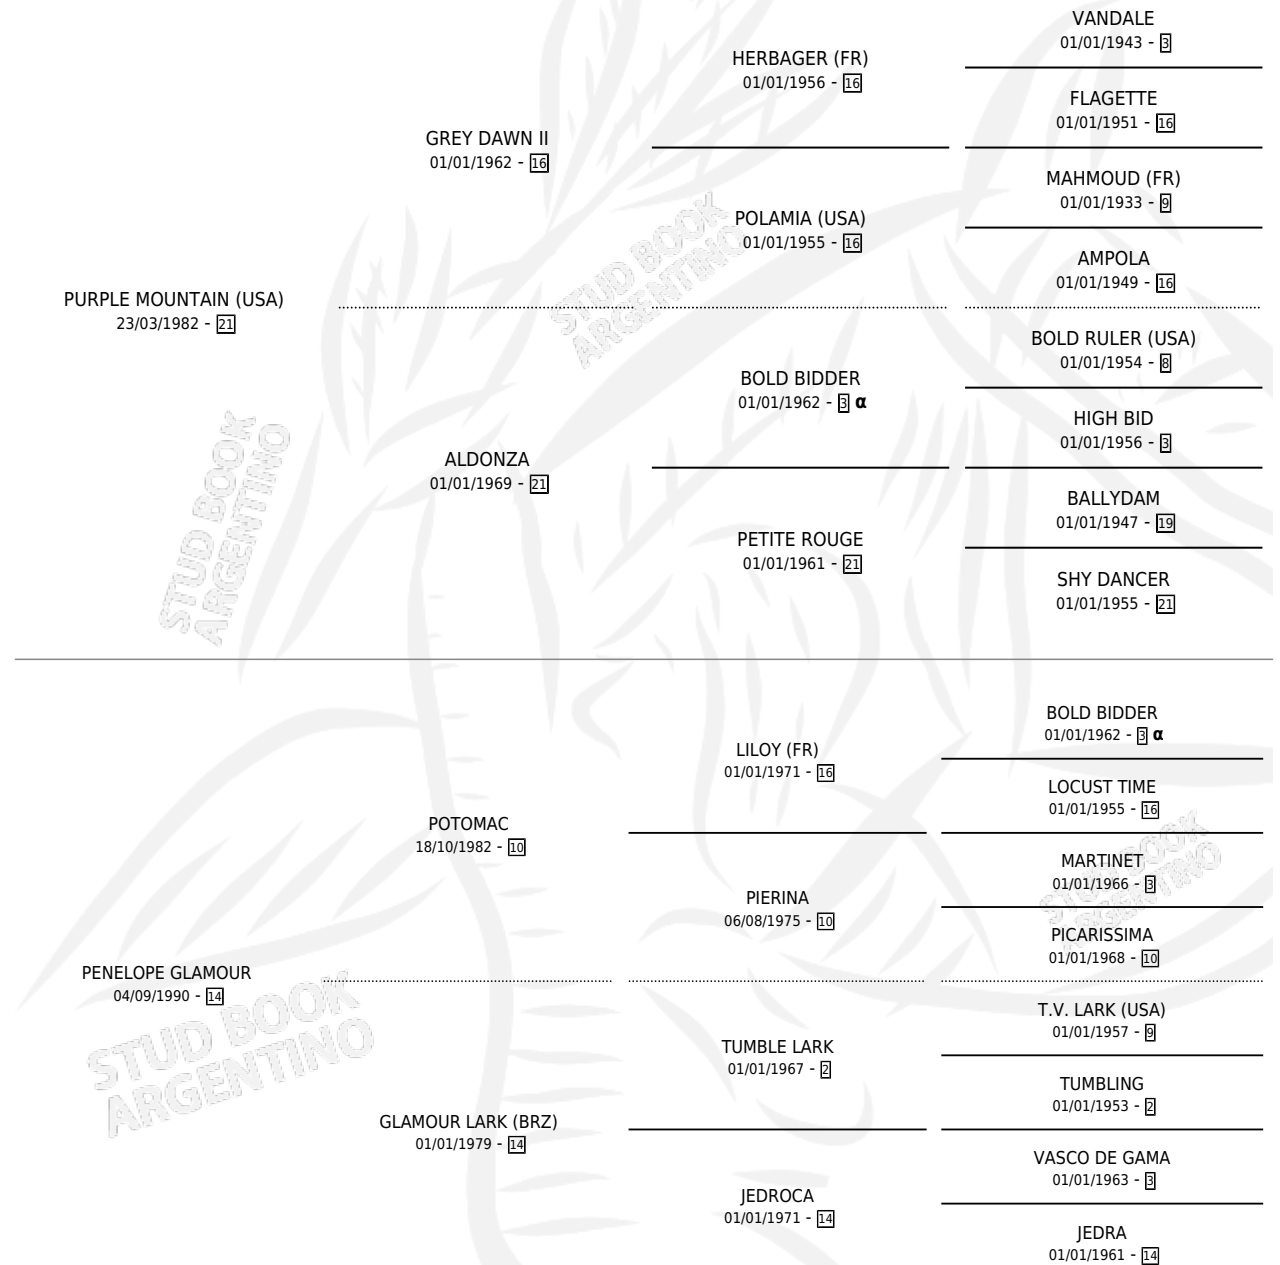 VANDALE
01/01/1943 - 3
HERBAGER (FR)
01/01/1956 - 16
FLAGETTE
01/01/1951 - 16
GREY DAWN II
01/01/1962 - 16
MAHMOUD (FR)
01/01/1933 - 9
POLAMIA (USA)
01/01/1955 - 16
AMPOLA
01/01/1949 - 16
STUD BOOK
ARGENTINO
PURPLE MOUNTAIN (USA)
23/03/1982 - 21
BOLD RULER (USA)
01/01/1954 - 8
BOLD BIDDER
01/01/1962 - 3 α
HIGH BID
01/01/1956 - 3
ALDONZA
01/01/1969 - 21
BALLYDAM
01/01/1947 - 19
PETITE ROUGE
01/01/1961 - 21
SHY DANCER
01/01/1955 - 21
STUD BOOK
ARGENTINO
BOLD BIDDER
01/01/1962 - 3 α
LILOY (FR)
01/01/1971 - 16
LOCUST TIME
01/01/1955 - 16
POTOMAC
18/10/1982 - 10
MARTINET
01/01/1966 - 3
STUD BOOK
ARGENTINO
PIERINA
06/08/1975 - 10
PICARISSIMA
01/01/1968 - 10
PENELOPE GLAMOUR
04/09/1990 - 14
STUD BOOK
ARGENTINO
T.V. LARK (USA)
01/01/1957 - 9
TUMBLE LARK
01/01/1967 - 2
TUMBLING
01/01/1953 - 2
GLAMOUR LARK (BRZ)
01/01/1979 - 14
VASCO DE GAMA
01/01/1963 - 3
JEDROCA
01/01/1971 - 14
JEDRA
01/01/1961 - 14